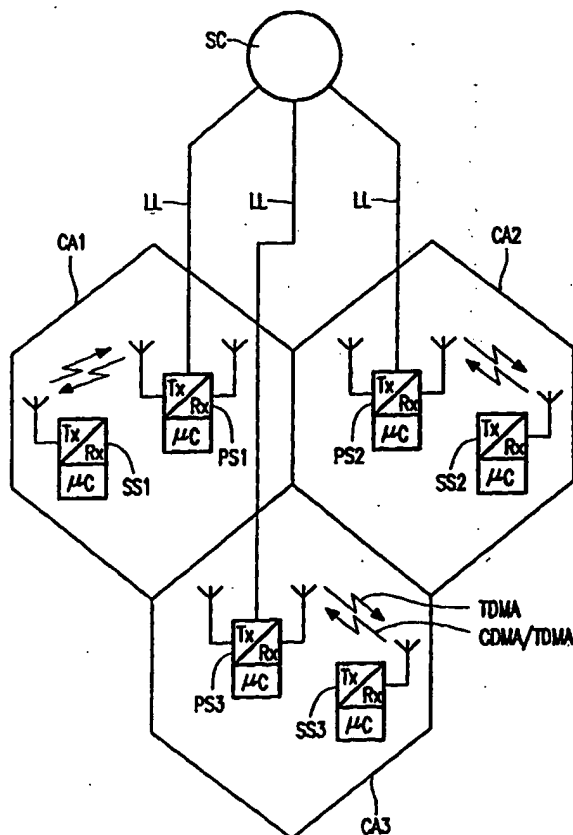 SC
LL
LL
LL
CA1
CA2
Tx
Rx
μC
PS1
Tx
Rx
μC
SS1
Tx
Rx
μC
PS2
Tx
Rx
μC
SS2
TDMA
CDMA/TDMA
Tx
Rx
μC
PS3
Tx
Rx
μC
SS3
CA3